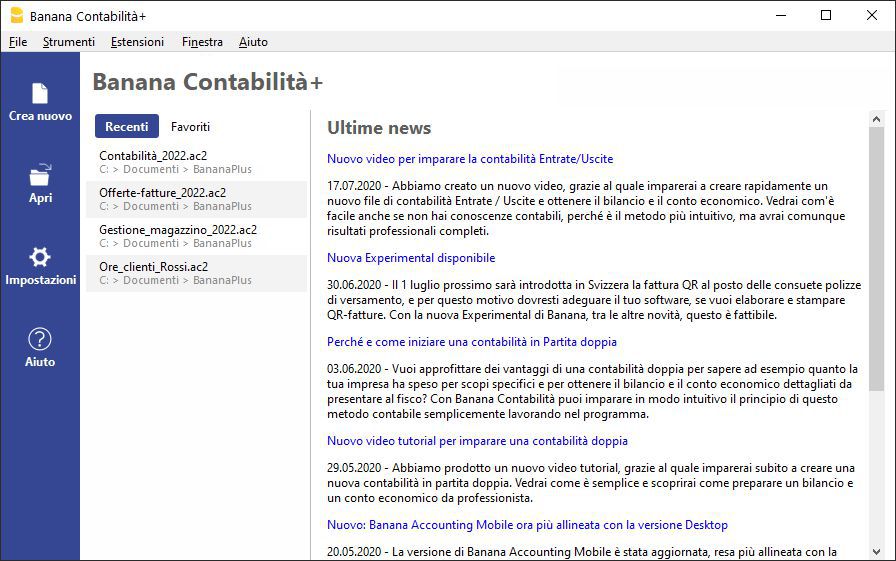 Banana Contabilità+
File Strumenti Estensioni Finestra Aiuto
Crea nuovo
Apri
Impostazioni
Aiuto
Banana Contabilità+
Recenti Favoriti
Contabilità_2022.ac2
C: > Documenti > BananaPlus
Offerte-fatture_2022.ac2
C: > Documenti > BananaPlus
Gestione_magazzino_2022.ac2
C: > Documenti > BananaPlus
Ore_clienti_Rossi.ac2
C: > Documenti > BananaPlus
Ultime news
Nuovo video per imparare la contabilità Entrate/Uscite
17.07.2020 - Abbiamo creato un nuovo video, grazie al quale imparerai a creare rapidamente un
nuovo file di contabilità Entrate / Uscite e ottenere il bilancio e il conto economico. Vedrai com'è
facile anche se non hai conoscenze contabili, perché è il metodo più intuitivo, ma avrai comunque
risultati professionali completi.
Nuova Experimental disponibile
30.06.2020 - Il 1 luglio prossimo sarà introdotta in Svizzera la fattura QR al posto delle consuete polizze
di versamento, e per questo motivo dovresti adeguare il tuo software, se vuoi elaborare e stampare
QR-fatture. Con la nuova Experimental di Banana, tra le altre novità, questo è fattibile.
Perché e come iniziare una contabilità in Partita doppia
03.06.2020 - Vuoi approfittare dei vantaggi di una contabilità doppia per sapere ad esempio quanto la
tua impresa ha speso per scopi specifici e per ottenere il bilancio e il conto economico dettagliati da
presentare al fisco? Con Banana Contabilità puoi imparare in modo intuitivo il principio di questo
metodo contabile semplicemente lavorando nel programma.
Nuovo video tutorial per imparare una contabilità doppia
29.05.2020 - Abbiamo prodotto un nuovo video tutorial, grazie al quale imparerai subito a creare una
nuova contabilità in partita doppia. Vedrai come è semplice e scoprirai come preparare un bilancio e
un conto economico da professionista.
Nuovo: Banana Accounting Mobile ora più allineata con la versione Desktop
20.05.2020 - La versione di Banana Accounting Mobile è stata aggiornata, resa più allineata con la